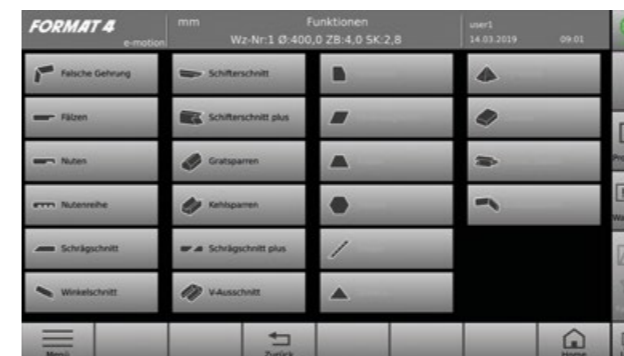 FORMAT 4
e-motion
mm
Funktionen
Wz-Nr:1 Ø:400,0 ZB:4,0 SK:2,8
user1
14.03.2019 09:01
Falsche Gehrung
Schifterschnitt
Fälzen
Schifterschnitt plus
Nuten
Gratsparren
Nutenreihe
Kehlsparren
Schrägschnitt
Schrägschnitt plus
Winkelschnitt
V-Ausschnitt
Menü
Zurück
Home